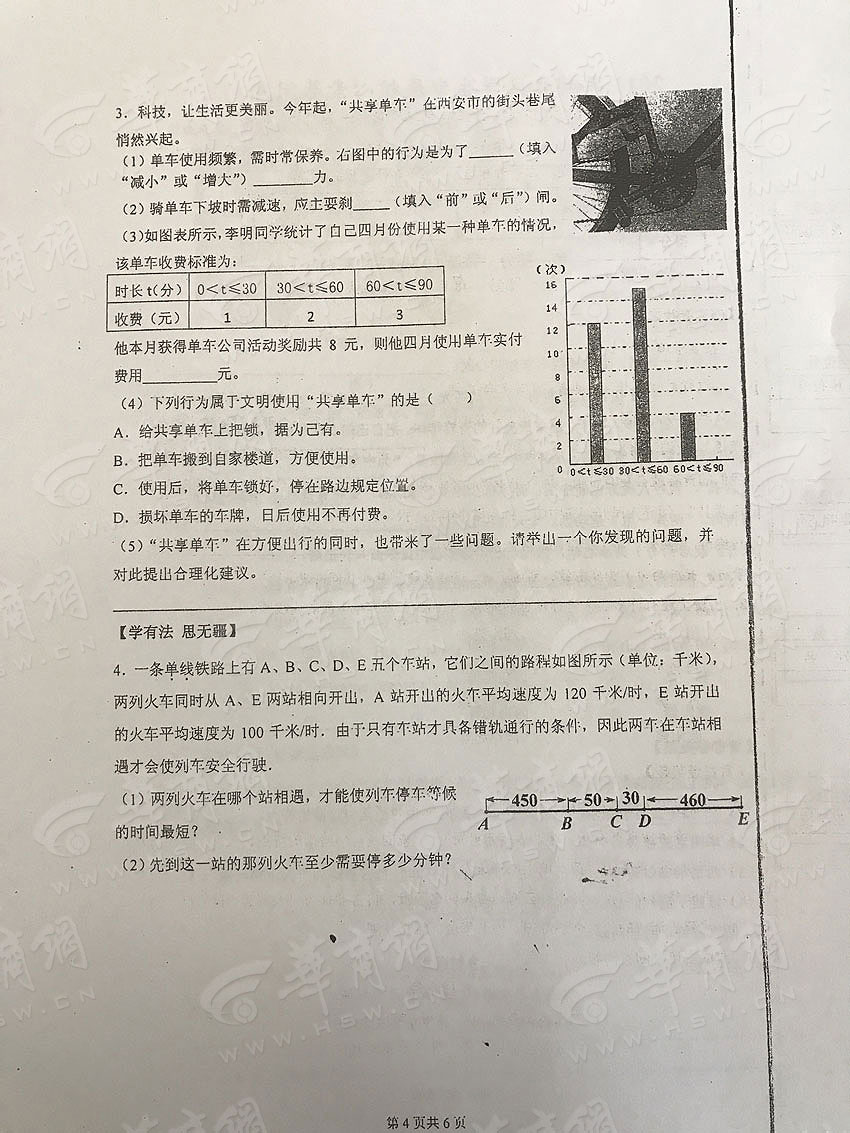 3．科技，让生活更美丽。今年起，“共享单车”在西安市的街头巷尾
悄然兴起。
（1）单车使用频繁，需时常保养。右图中的行为是为了______（填入
“减小”或“增大”）________力。
（2）骑单车下坡时需减速，应主要刹_____（填入“前”或“后”）闸。
（3）如图表所示，李明同学统计了自己四月份使用某一种单车的情况，
该单车收费标准为：
时长 t(分) 0＜t≤30 30＜t≤60 60＜t≤90
收费（元） 1 2 3
（次）
16
14
12
10
8
6
4
2
0
0＜t≤30 30＜t≤60 60＜t≤90
他本月获得单车公司活动奖励共 8 元，则他四月使用单车实付
费用__________元。
（4）下列行为属于文明使用“共享单车”的是（ ）
A．给共享单车上把锁，据为己有。
B．把单车搬到自家楼道，方便使用。
C．使用后，将单车锁好，停在路边规定位置。
D．损坏单车的车牌，日后使用不再付费。
（5）“共享单车”在方便出行的同时，也带来了一些问题。请举出一个你发现的问题，并
对此提出合理化建议。
【学有法 思无疆】
4．一条单线铁路上有 A、B、C、D、E 五个车站，它们之间的路程如图所示（单位：千米），
两列火车同时从 A、E 两站相向开出，A 站开出的火车平均速度为 120 千米/时，E 站开出
的火车平均速度为 100 千米/时．由于只有车站才具备错轨通行的条件，因此两车在车站相
遇才会使列车安全行驶．
（1）两列火车在哪个站相遇，才能使列车停车等候
的时间最短？
（2）先到这一站的那列火车至少需要停多少分钟？
450 50 30 460
A B C D E
第 4 页共 6 页
华商网
www.HSW.CN